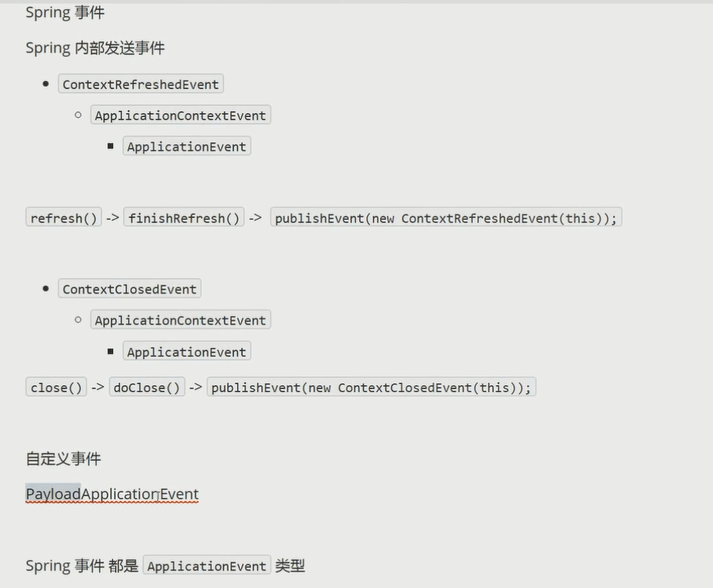 Spring 事件
Spring 内部发送事件
ContextRefreshedEvent
ApplicationContextEvent
ApplicationEvent
refresh() -> finishRefresh() -> publishEvent(new ContextRefreshedEvent(this));
ContextClosedEvent
ApplicationContextEvent
ApplicationEvent
close() -> doClose() -> publishEvent(new ContextClosedEvent(this));
自定义事件
PayloadApplicationEvent
Spring 事件 都是 ApplicationEvent 类型